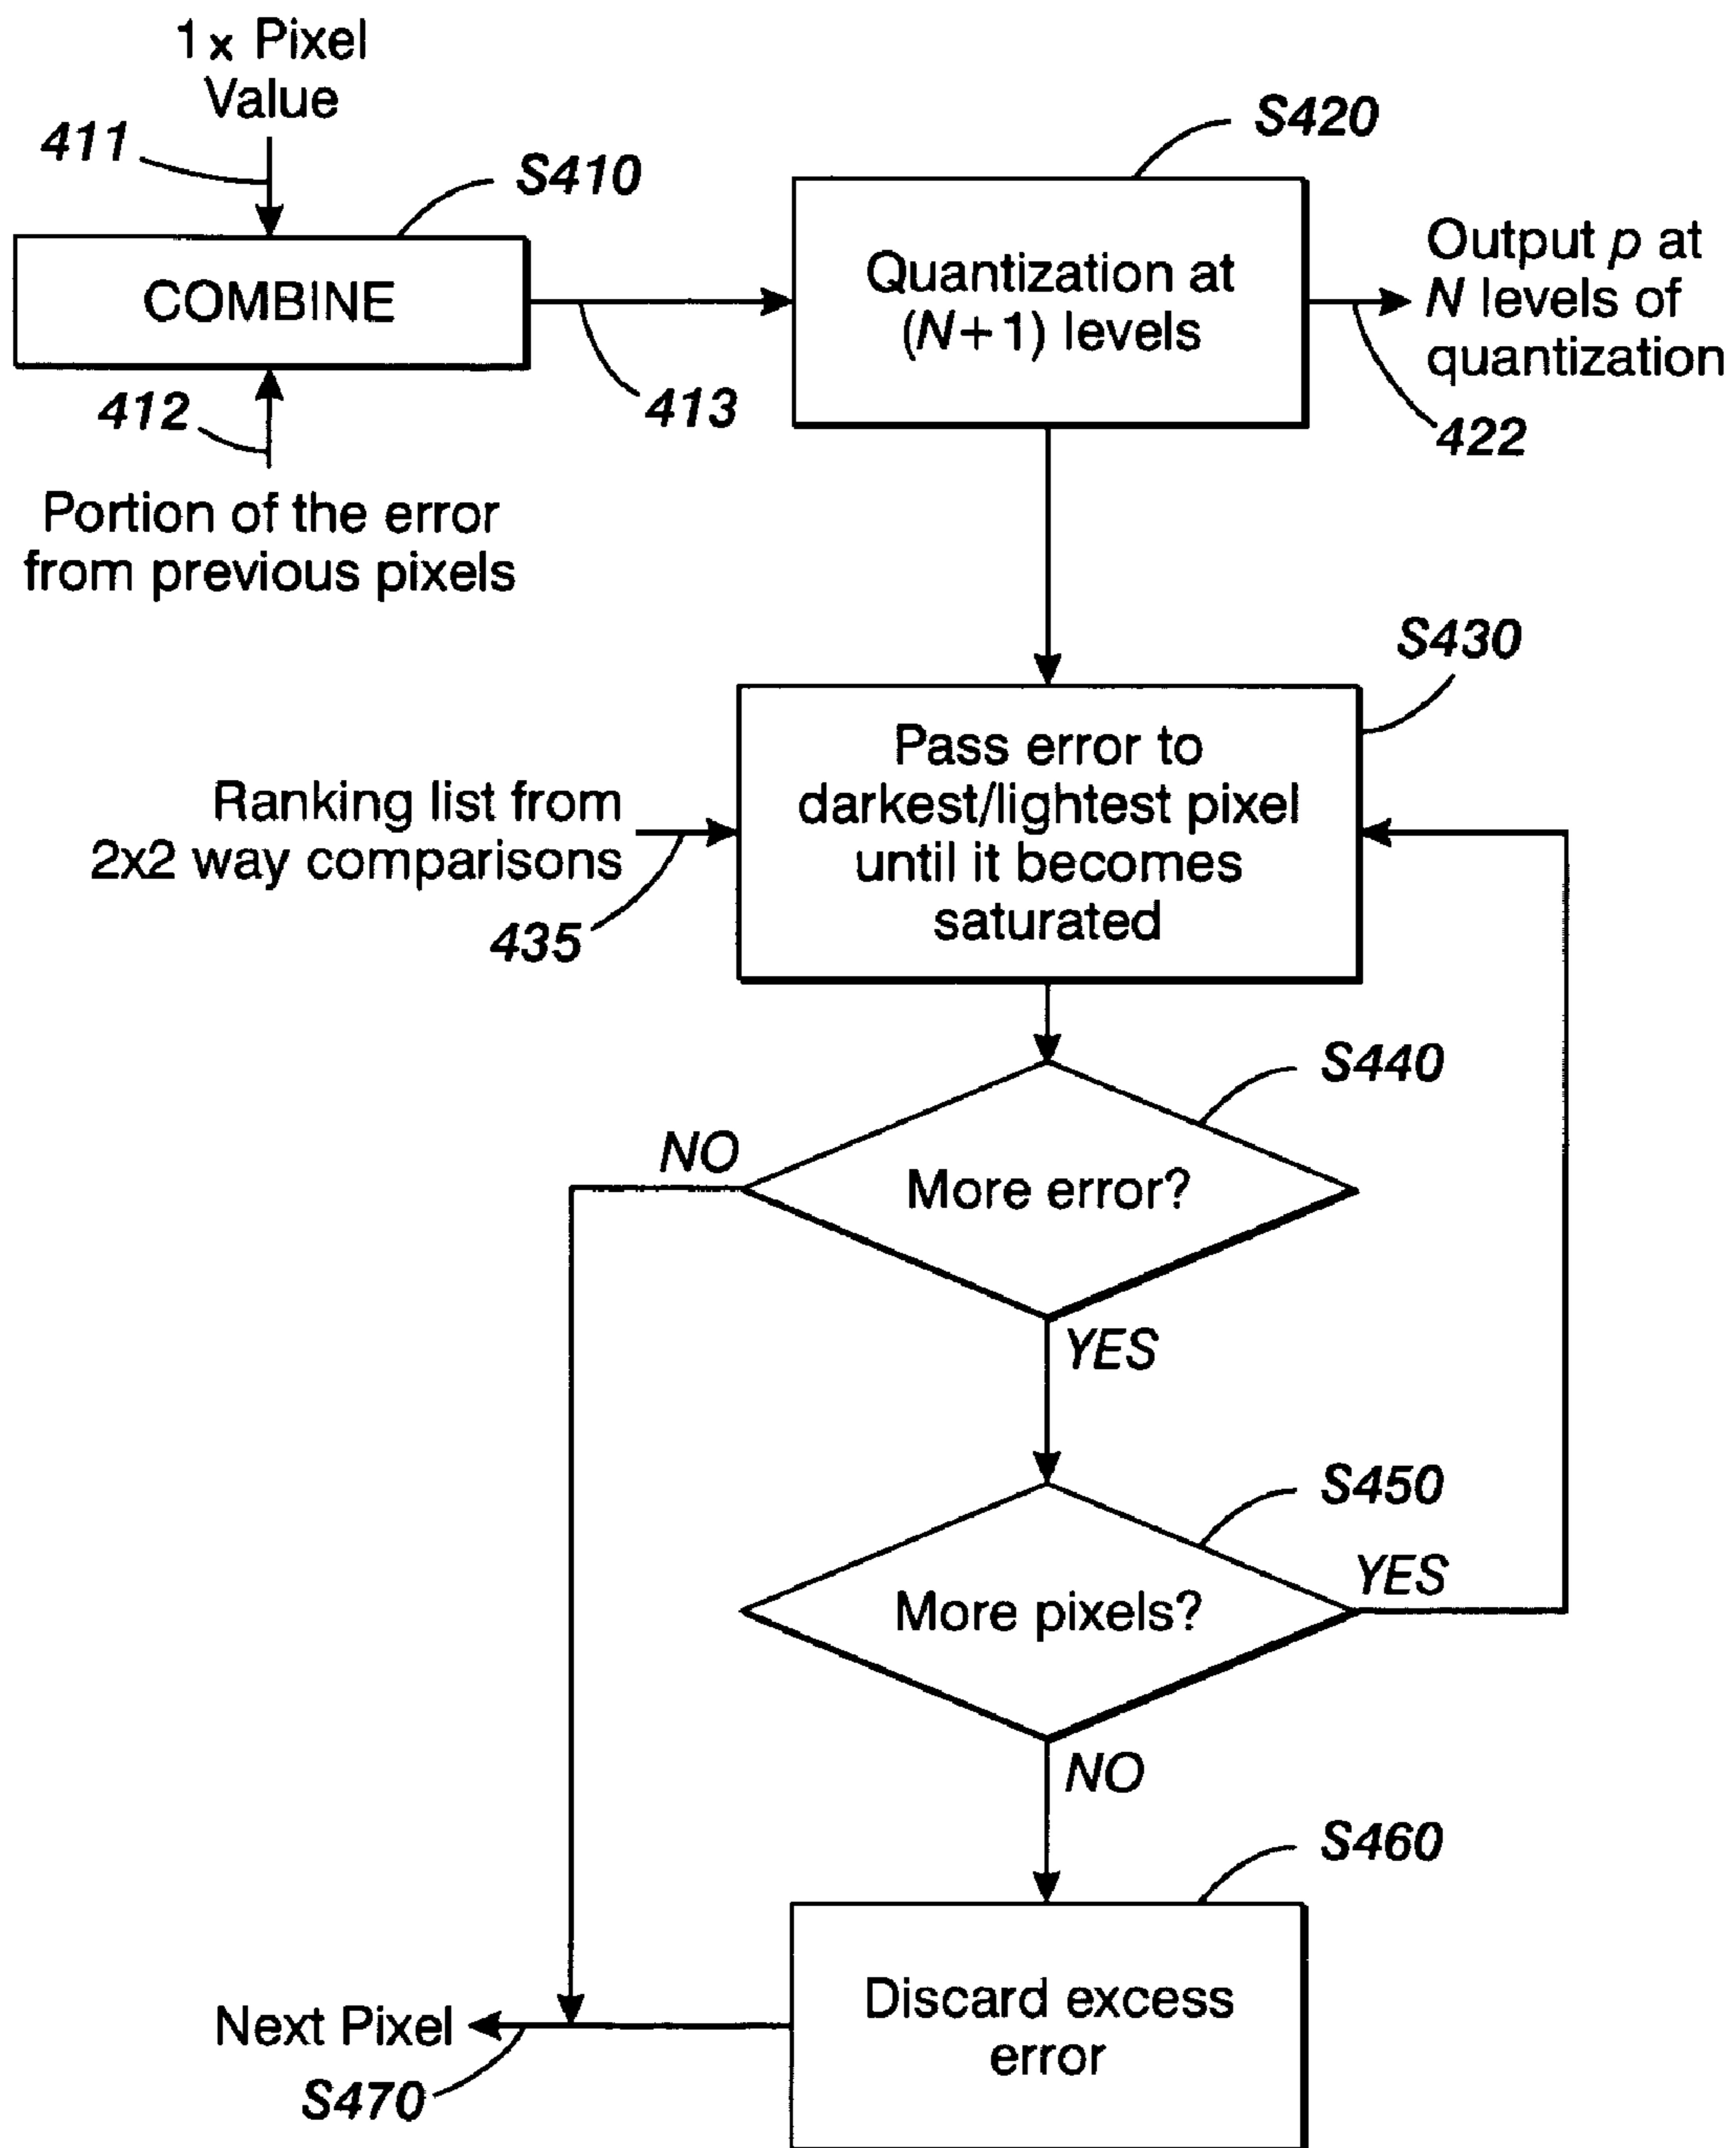 1x Pixel
Value
411
S410
S420
COMBINE
Quantization at
(N+1) levels
Output p at
N levels of
quantization
412
413
422
Portion of the error
from previous pixels
S430
Pass error to
darkest/lightest pixel
until it becomes
saturated
Ranking list from
2x2 way comparisons
435
S440
NO
More error?
YES
S450
YES
More pixels?
NO
S460
Discard excess
error
Next Pixel
S470